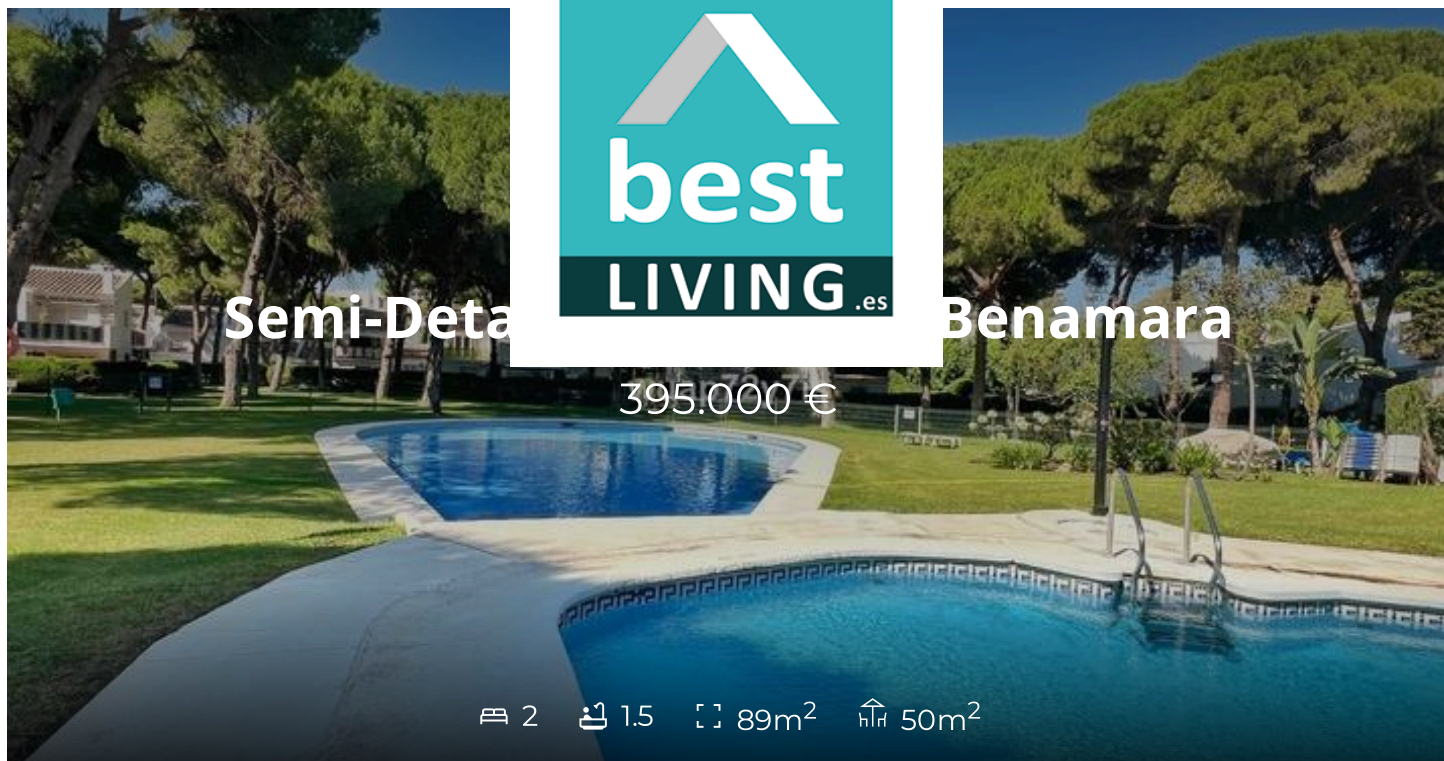 best
LIVING.es
Semi-Deta Benamara
395.000 €
2 1.5 89m² 50m²